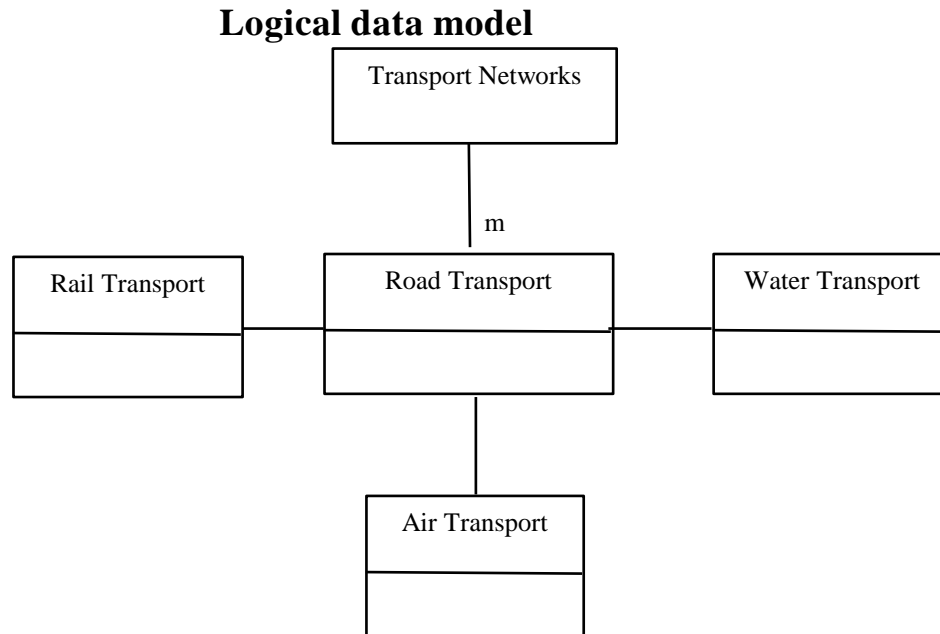 Logical data model
Transport Networks
m
Rail Transport
Road Transport
Water Transport
Air Transport